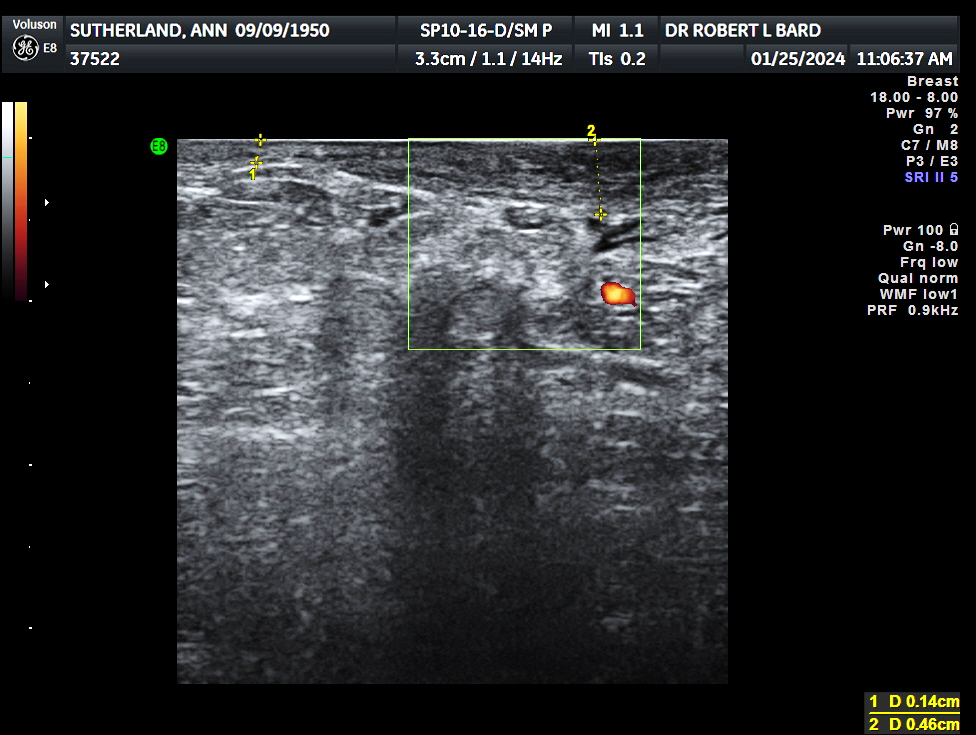 Voluson
E8
SUTHERLAND, ANN 09/09/1950
SP10-16-D/SM P
MI 1.1
DR ROBERT L BARD
37522
3.3cm / 1.1 / 14Hz
TIs 0.2
01/25/2024
11:06:37 AM
Breast
18.00 - 8.00
Pwr 97 %
Gn 2
C7 / M8
P3 / E3
SRI II 5
Pwr 100
Gn -8.0
Frq low
Qual norm
WMF low1
PRF 0.9kHz
E8
2
1
1 D 0.14cm
2 D 0.46cm